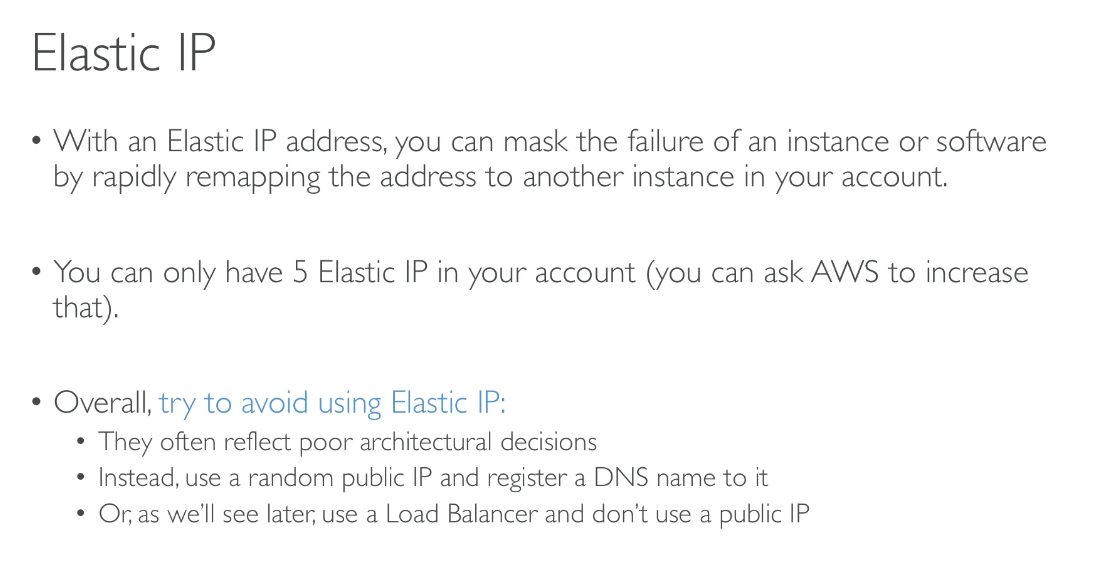 Elastic IP
• With an Elastic IP address, you can mask the failure of an instance or software
by rapidly remapping the address to another instance in your account.
• You can only have 5 Elastic IP in your account (you can ask AWS to increase
that).
• Overall, try to avoid using Elastic IP:
• They often reflect poor architectural decisions
• Instead, use a random public IP and register a DNS name to it
• Or, as we’ll see later, use a Load Balancer and don’t use a public IP